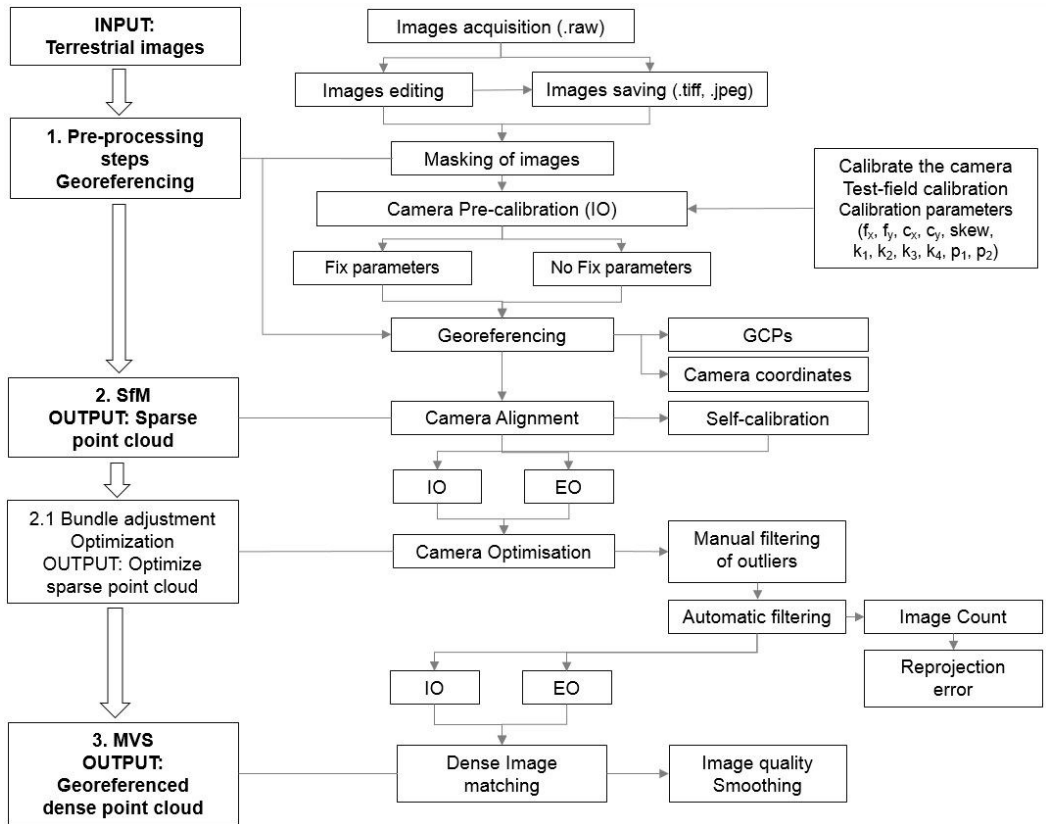 INPUT:
Terrestrial images
Images acquisition (.raw)
Images editing
Images saving (.tiff, .jpeg)
1. Pre-processing
steps
Georeferencing
Masking of images
Camera Pre-calibration (IO)
Calibrate the camera
Test-field calibration
Calibration parameters
(fx, fy, cx, cy, skew,
k1, k2, k3, k4, p1, p2)
Fix parameters
No Fix parameters
Georeferencing
GCPs
Camera coordinates
2. SfM
OUTPUT: Sparse
point cloud
Camera Alignment
Self-calibration
IO
EO
2.1 Bundle adjustment
Optimization
OUTPUT: Optimize
sparse point cloud
Camera Optimisation
Manual filtering
of outliers
Automatic filtering
Image Count
Reprojection
error
IO
EO
3. MVS
OUTPUT:
Georeferenced
dense point cloud
Dense Image
matching
Image quality
Smoothing